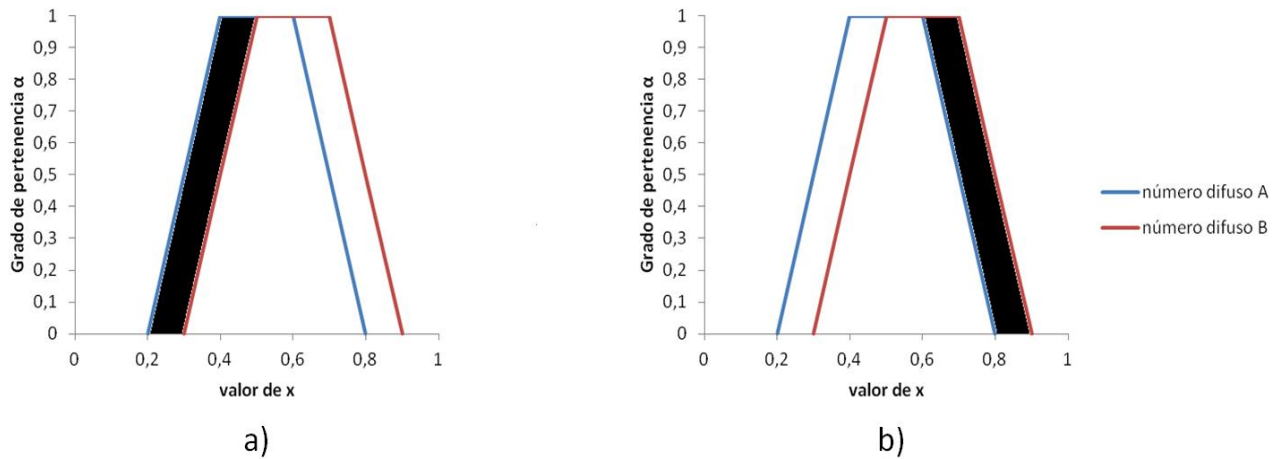 Grado de pertenencia α
1
0,9
0,8
0,7
0,6
0,5
0,4
0,3
0,2
0,1
0
0 0,2 0,4 0,6 0,8 1
valor de x
a)
Grado de pertenencia α
1
0,9
0,8
0,7
0,6
0,5
0,4
0,3
0,2
0,1
0
0 0,2 0,4 0,6 0,8 1
valor de x
b)
número difuso A
número difuso B